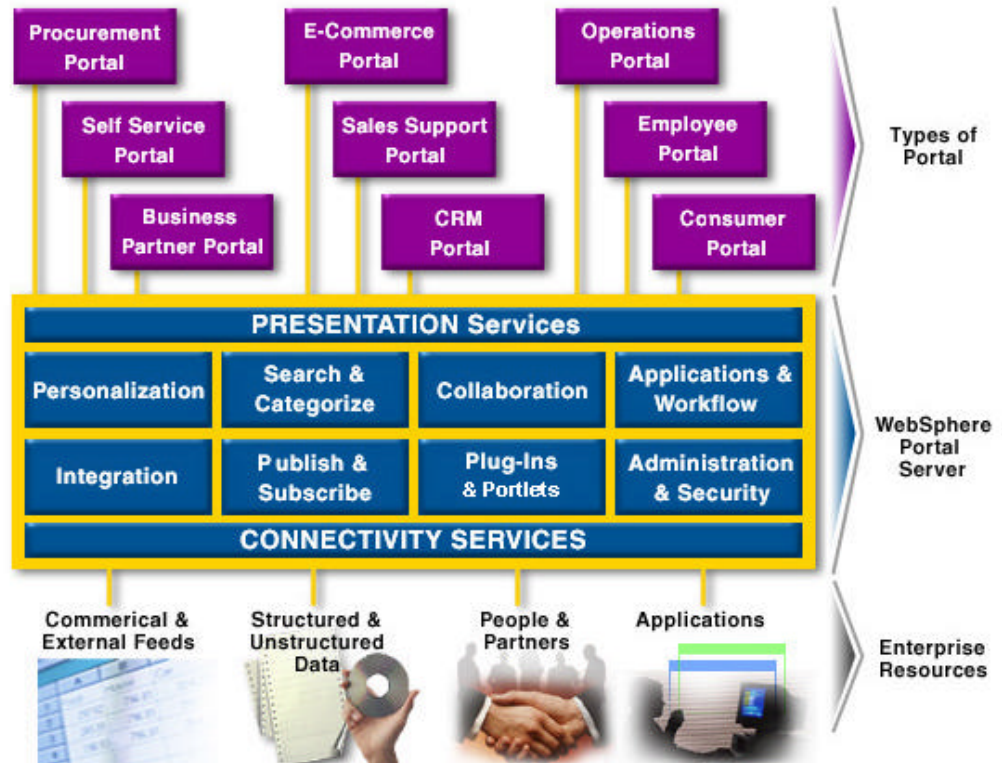 Procurement
Portal
E-Commerce
Portal
Operations
Portal
Self Service
Portal
Sales Support
Portal
Employee
Portal
Types of
Portal
Business
Partner Portal
CRM
Portal
Consumer
Portal
PRESENTATION Services
Personalization
Search &
Categorize
Collaboration
Applications &
Workflow
WebSphere
Portal
Server
Integration
Publish &
Subscribe
Plug-Ins
& Portlets
Administration
& Security
CONNECTIVITY SERVICES
Commerical &
External Feeds
Structured &
Unstructured
Data
People &
Partners
Applications
Enterprise
Resources